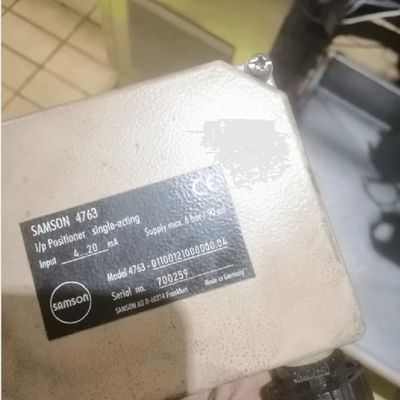 SAMSON 4763
CE
i/p Positioner single-acting
Input 4...20 mA
Supply max. 6 bar / 90 psi
Model 4763 - 01100121000000.04
Serial no. 700259
SAMSON
SAMSON AG D-60314 Frankfurt
Made in Germany